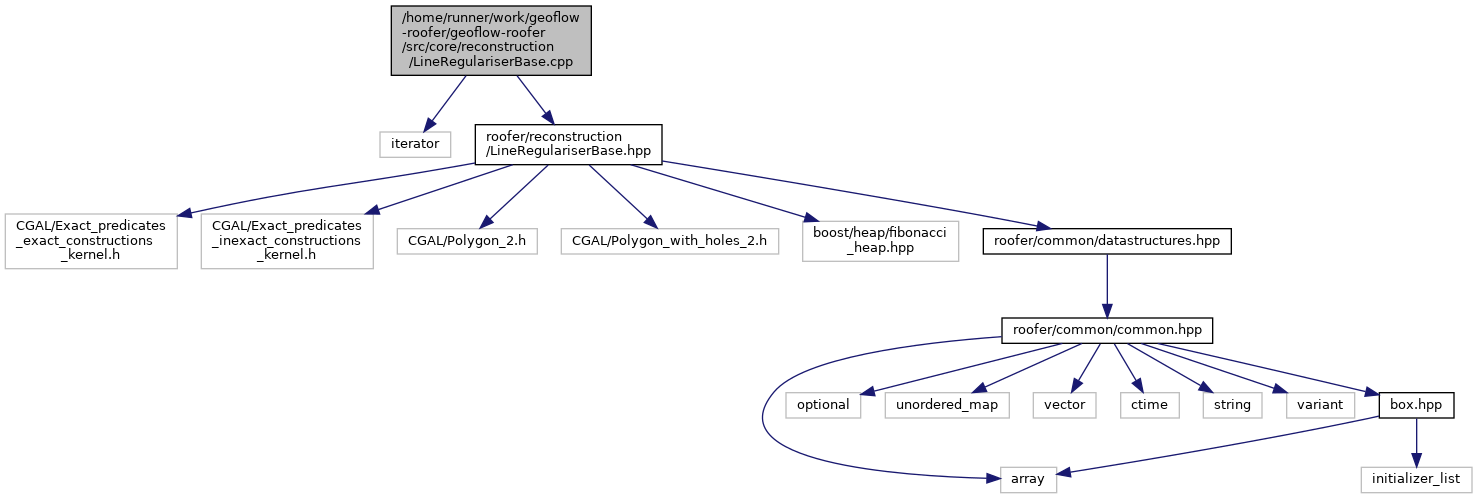 /home/runner/work/geoflow
-roofer/geoflow-roofer
/src/core/reconstruction
/LineRegulariserBase.cpp
iterator
roofer/reconstruction
/LineRegulariserBase.hpp
CGAL/Exact_predicates
_exact_constructions
_kernel.h
CGAL/Exact_predicates
_inexact_constructions
_kernel.h
CGAL/Polygon_2.h
CGAL/Polygon_with_holes_2.h
boost/heap/fibonacci
_heap.hpp
roofer/common/datastructures.hpp
roofer/common/common.hpp
optional
unordered_map
vector
ctime
string
variant
box.hpp
array
initializer_list